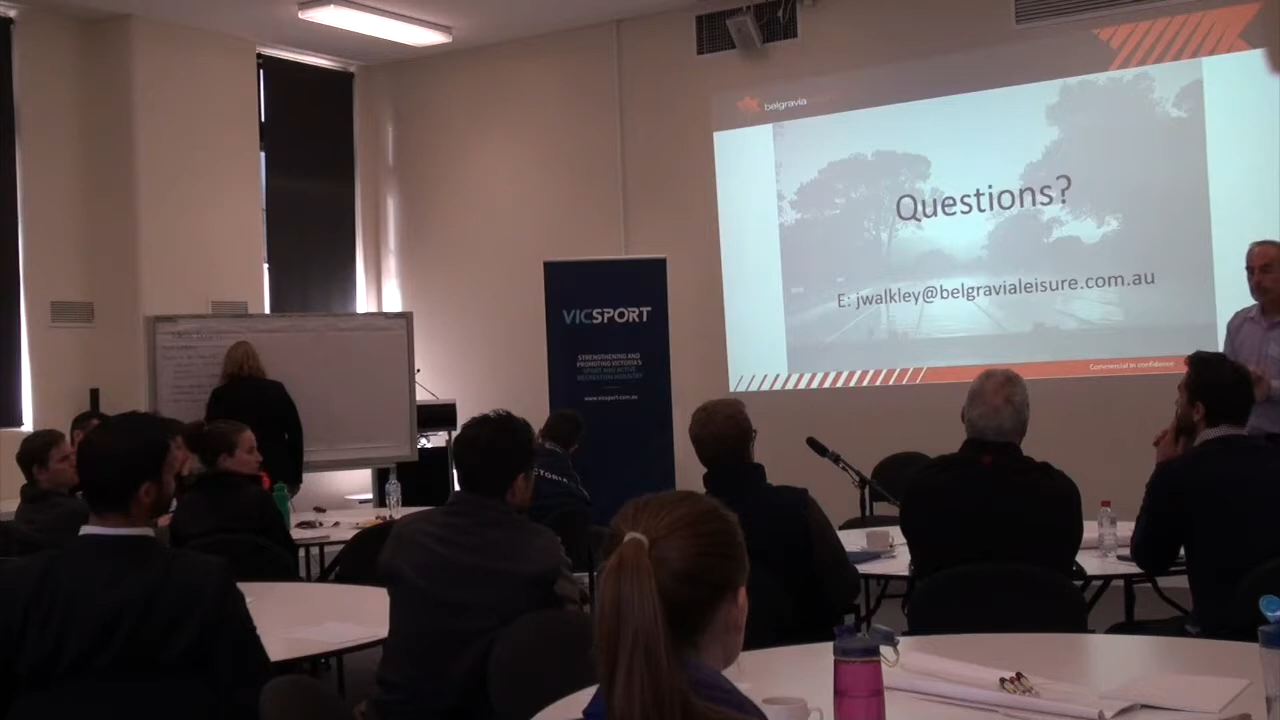 belgravia
Questions?
E: jwalkley@belgravialeisure.com.au
Commercial in confidence
VICSPORT
STRENGTHENING AND
PROMOTING VICTORIA'S
SPORT AND ACTIVE
RECREATION INDUSTRY
www.vicsport.com.au